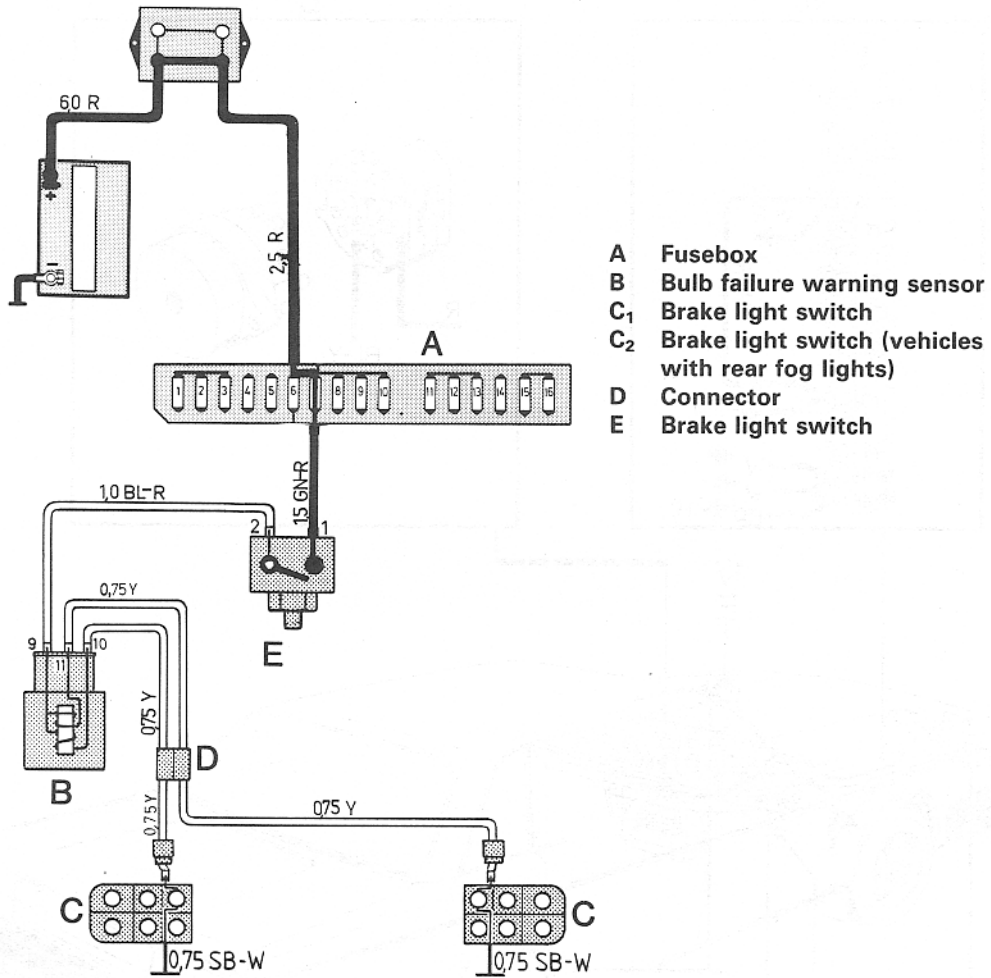 60 R
+
−
2,5 R
A
1 2 3 4 5 6 8 9 10 11 12 13 14 15 16
1,0 BL-R
1,5 GN-R
2 1
0,75 Y
E
9 11 10
0,75 Y
B
D
0,75 Y
0,75 Y
C
C
0,75 SB-W
0,75 SB-W
A Fusebox
B Bulb failure warning sensor
C₁ Brake light switch
C₂ Brake light switch (vehicles
with rear fog lights)
D Connector
E Brake light switch